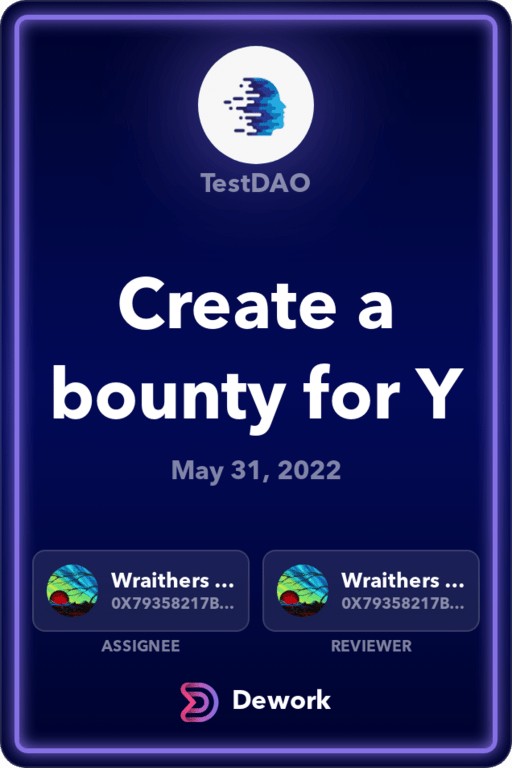 TestDAO
Create a
bounty for Y
May 31, 2022
Wraithers ...
0X79358217B...
ASSIGNEE
Wraithers ...
0X79358217B...
REVIEWER
Dework